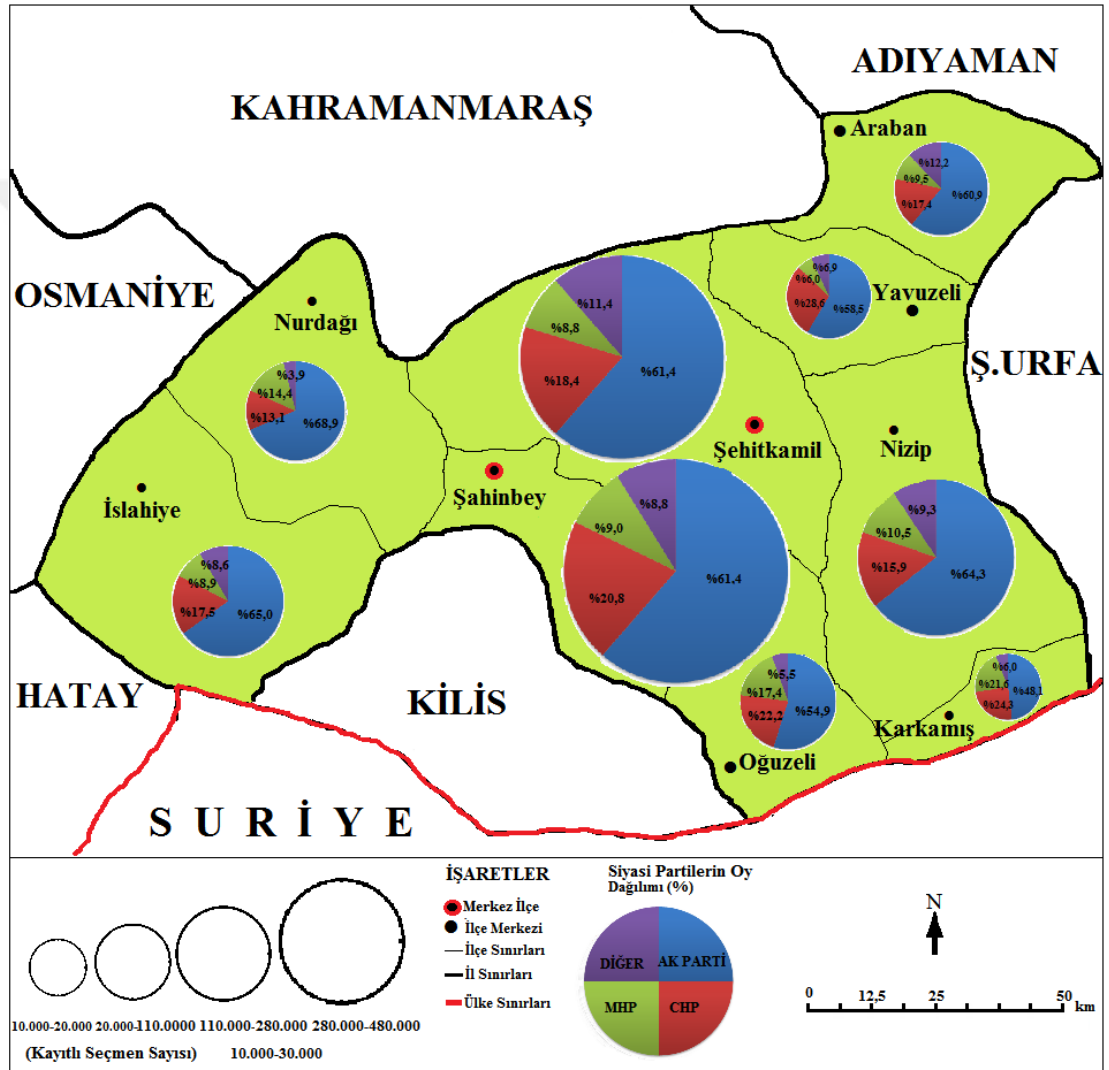 ADIYAMAN
KAHRAMANMARAŞ
Araban
%12,2
%9,5
%60,9
%17,4
OSMANİYE
Nurdağı
%6,9
%6,0
%28,6
%58,5
Yavuzeli
%11,4
%8,8
%61,4
%18,4
Ş.URFA
%3,9
%14,4
%13,1
%68,9
Şehitkamil
Nizip
Şahinbey
İslahiye
%8,8
%9,0
%61,4
%20,8
%9,3
%10,5
%64,3
%15,9
%8,6
%8,9
%17,5
%65,0
HATAY
KİLİS
%5,5
%17,4
%22,2
%54,9
%6,0
%21,6
%48,1
%24,3
Karkamış
Oğuzeli
S U R İ Y E
İŞARETLER
Merkez İlçe
İlçe Merkezi
İlçe Sınırları
İl Sınırları
Ülke Sınırları
Siyasi Partilerin Oy
Dağılımı (%)
DİĞER
AK PARTİ
MHP
CHP
N
0 12,5 25 50
km
10.000-20.000 20.000-110.0000 110.000-280.000 280.000-480.000
(Kayıtlı Seçmen Sayısı) 10.000-30.000